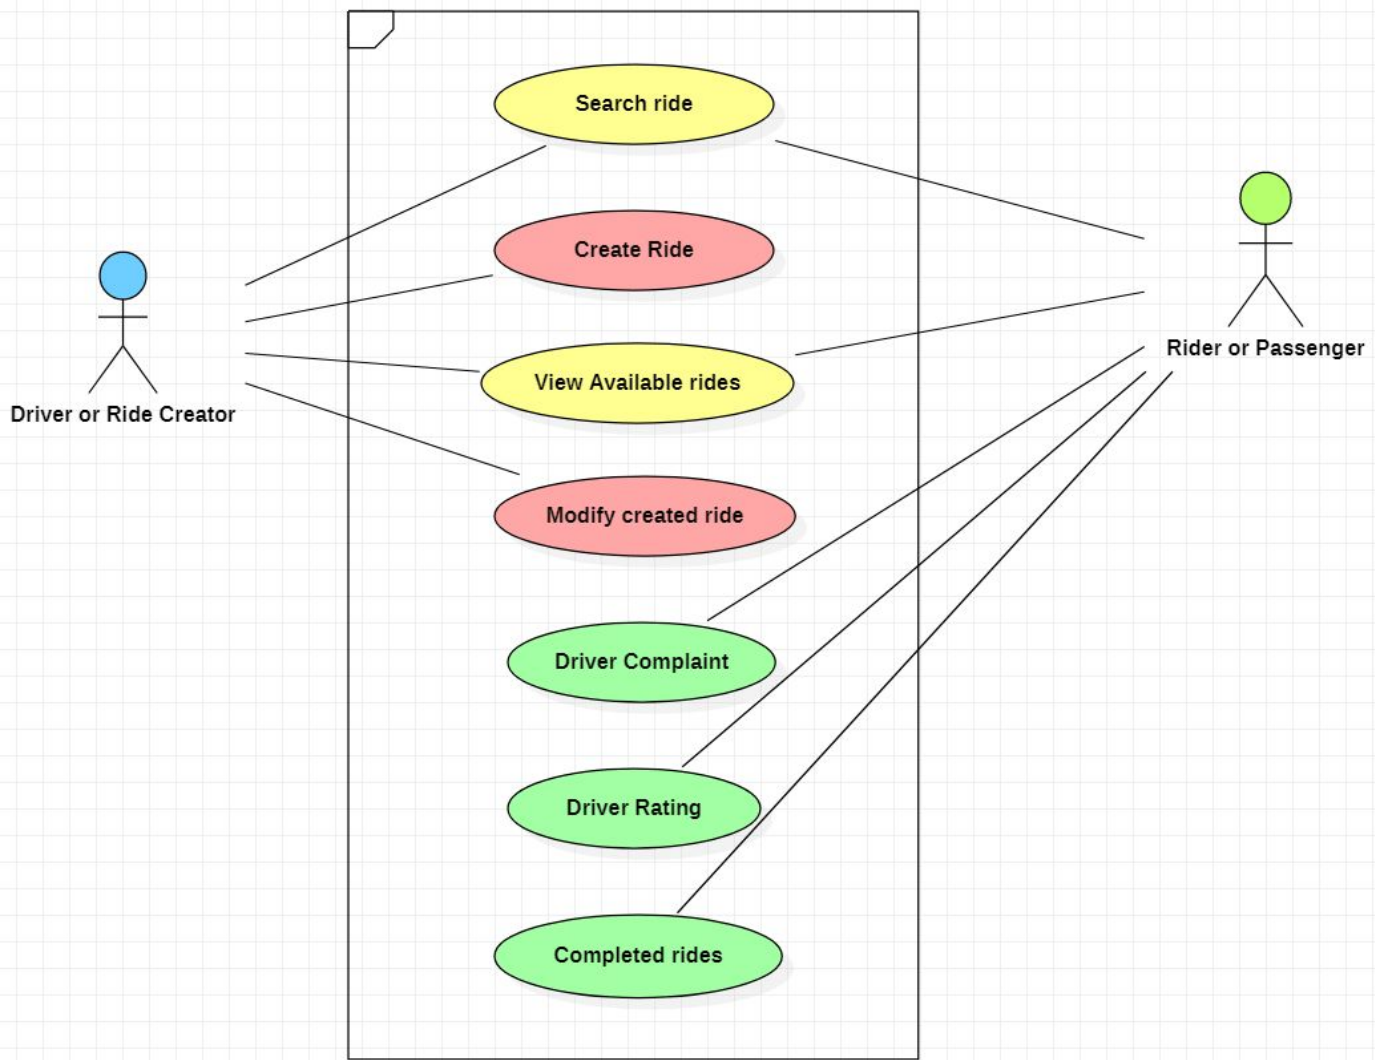 Search ride
Create Ride
Rider or Passenger
View Available rides
Driver or Ride Creator
Modify created ride
Driver Complaint
Driver Rating
Completed rides